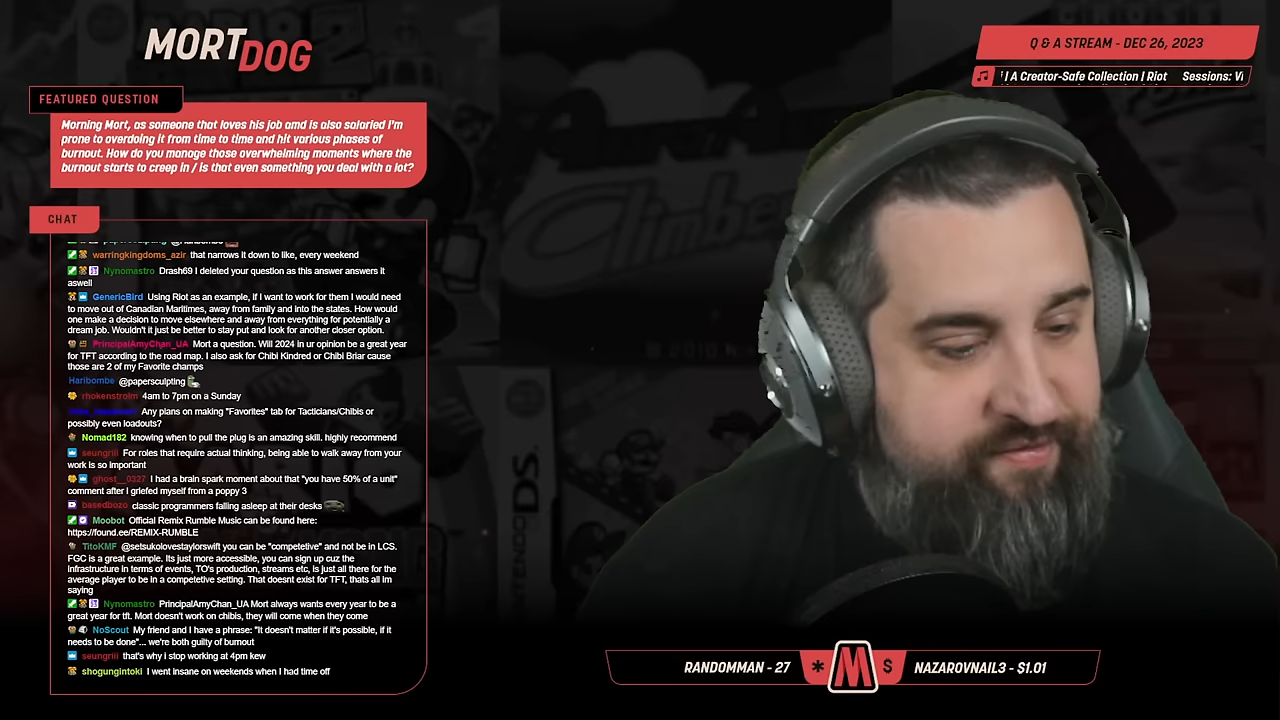 MORTDOG
Q & A STREAM - DEC 26, 2023
| A Creator-Safe Collection | Riot Sessions:
FEATURED QUESTION
Morning Mort, as someone that loves his job amd is also salaried I'm
prone to overdoing it from time to time and hit various phases of
burnout. How do you manage those overwhelming moments where the
burnout starts to creep in / is that even something you deal with a lot?
CHAT
warringkingdoms_azir that narrows it down to like, every weekend
Nynomastro Drash69 I deleted your question as this answer answers it
aswell
GenericBird Using Riot as an example, if I want to work for them I would need
to move out of Canadian Maritimes, away from family and into the states. How would
one make a decision to move elsewhere and away from everything for potentially a
dream job. Wouldn't it just be better to stay put and look for another closer option.
PrincipalAmyChan_UA Mort a question. Will 2024 in ur opinion be a great year
for TFT according to the road map. I also ask for Chibi Kindred or Chibi Briar cause
those are 2 of my Favorite champs
Haribombe @papersculpting
rhokenstrolm 4am to 7pm on a Sunday
Any plans on making "Favorites" tab for Tacticians/Chibis or
possibly even loadouts?
Nomad182 knowing when to pull the plug is an amazing skill. highly recommend
seungriii For roles that require actual thinking, being able to walk away from your
work is so important
ghost__0327 I had a brain spark moment about that "you have 50% of a unit"
comment after I griefed myself from a poppy 3
basedbozo classic programmers falling asleep at their desks
Moobot Official Remix Rumble Music can be found here:
https://found.ee/REMIX-RUMBLE
TitoKMF @setsukolovestaylorswift you can be "competetive" and not be in LCS.
FGC is a great example. Its just more accessible, you can sign up cuz the
infrastructure in terms of events, TO's production, streams etc, is just all there for the
average player to be in a competetive setting. That doesnt exist for TFT, thats all im
saying
Nynomastro PrincipalAmyChan_UA Mort always wants every year to be a
great year for tft. Mort doesn't work on chibis, they will come when they come
NoScout My friend and I have a phrase: "It doesn't matter if it's possible, if it
needs to be done"... we're both guilty of burnout
seungriii that's why I stop working at 4pm kew
shogungintoki I went insane on weekends when I had time off
Climber
NINTENDO DS
RANDOMMAN - 27
* M $
NAZAROVNAIL3 - $1.01